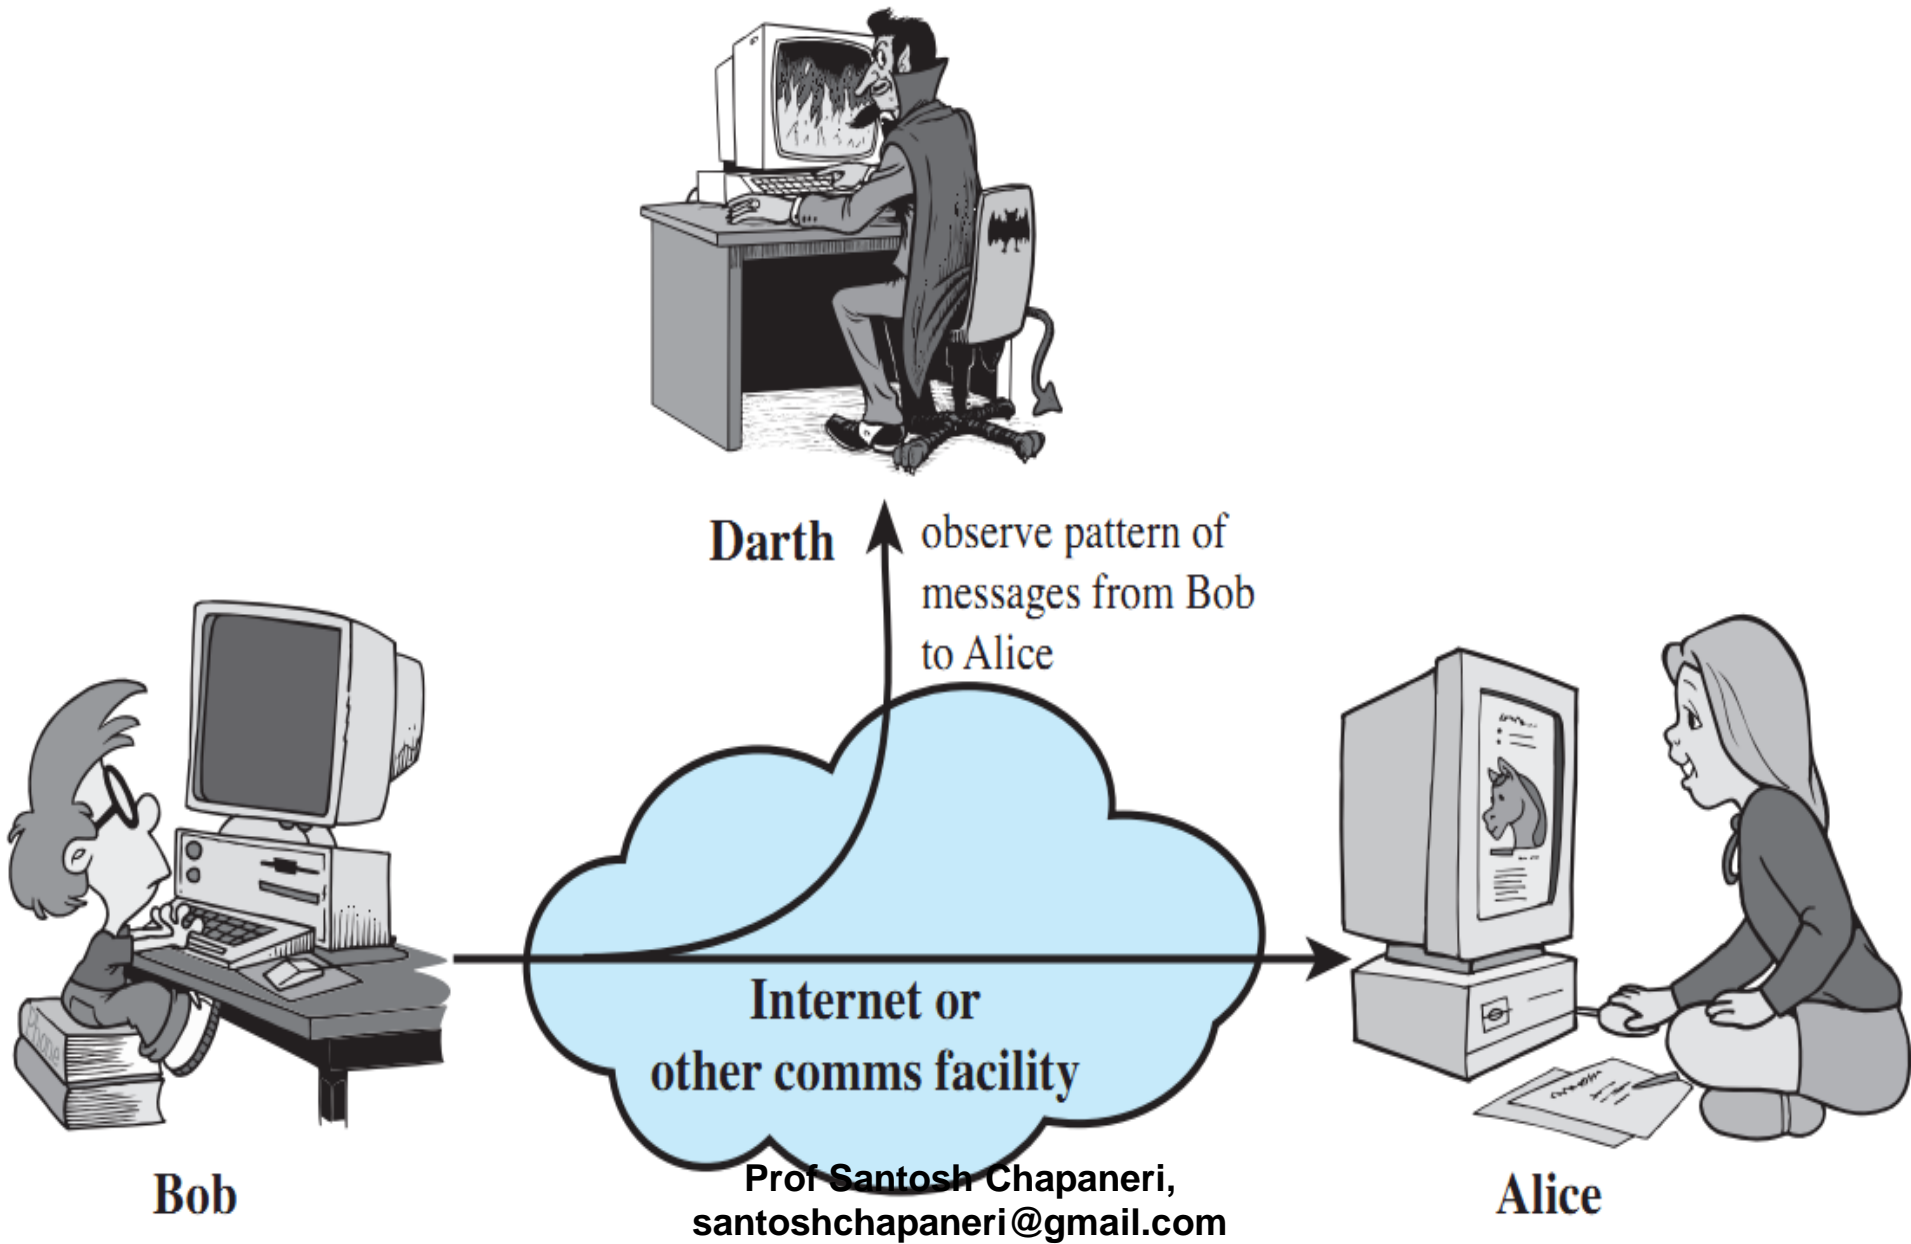 Darth
observe pattern of
messages from Bob
to Alice
Internet or
other comms facility
Phone
Bob
Alice
Prof Santosh Chapaneri,
santoshchapaneri@gmail.com